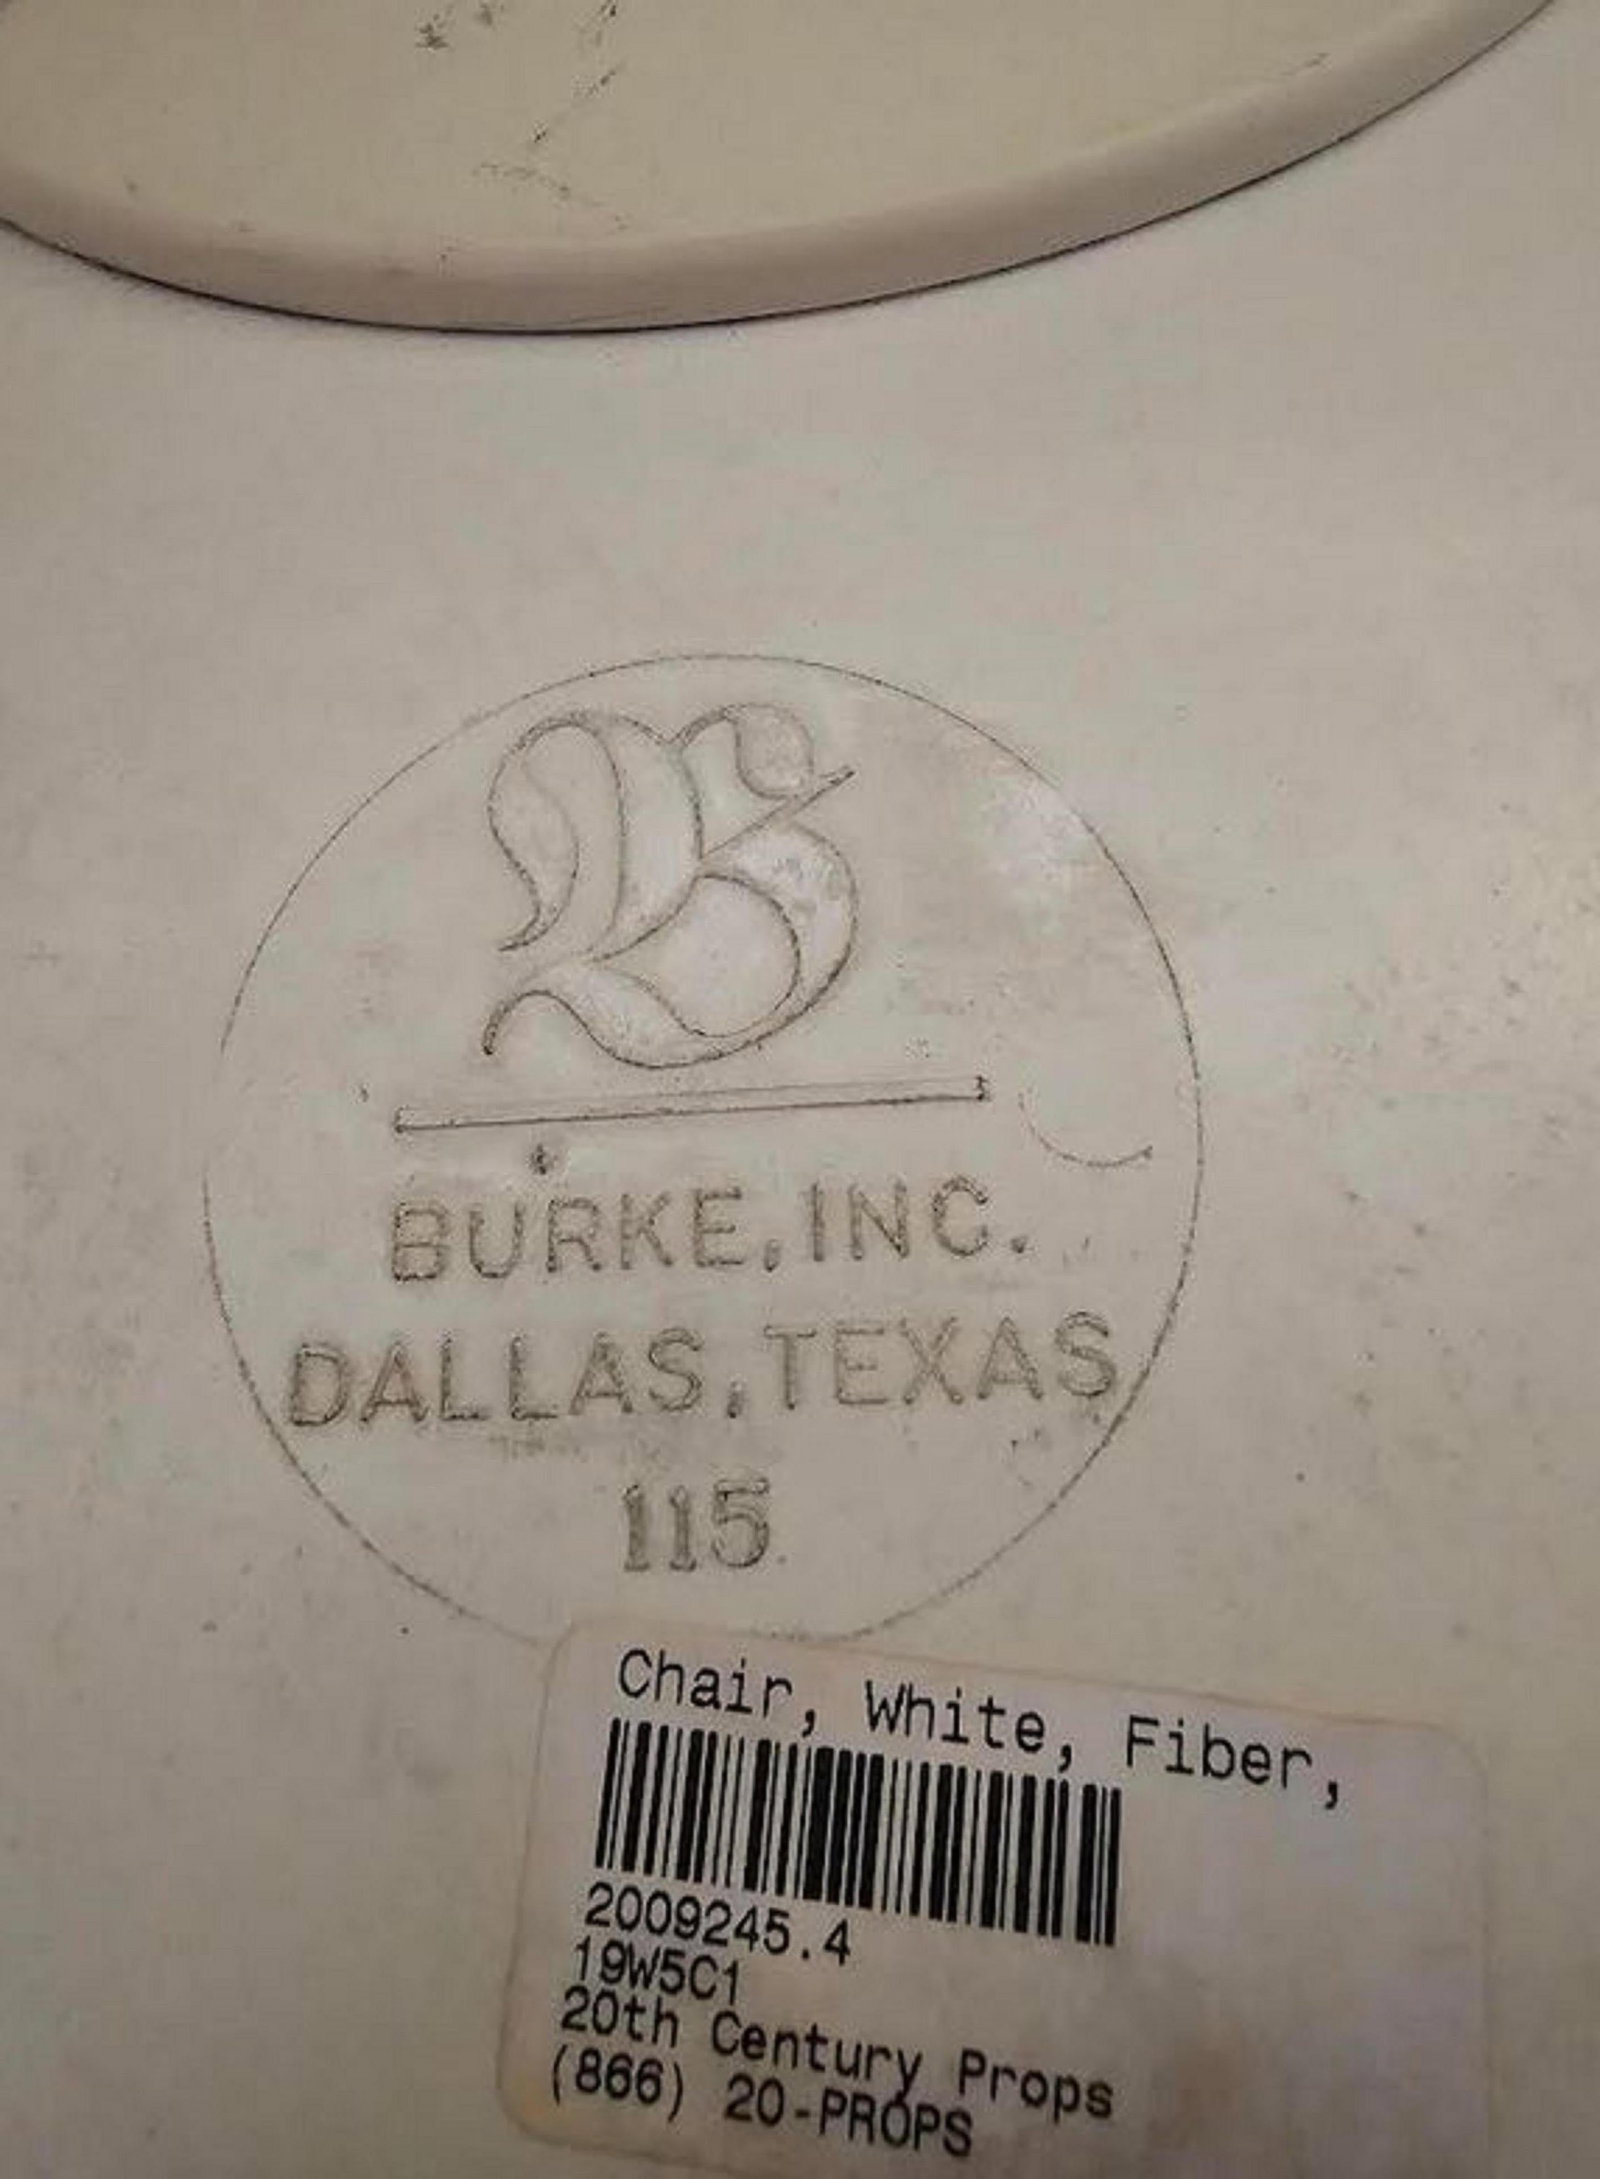 B
BURKE, INC.
DALLAS, TEXAS
115
Chair, White, Fiber,
2009245.4
19W5C1
20th Century Props
(866) 20-PROPS